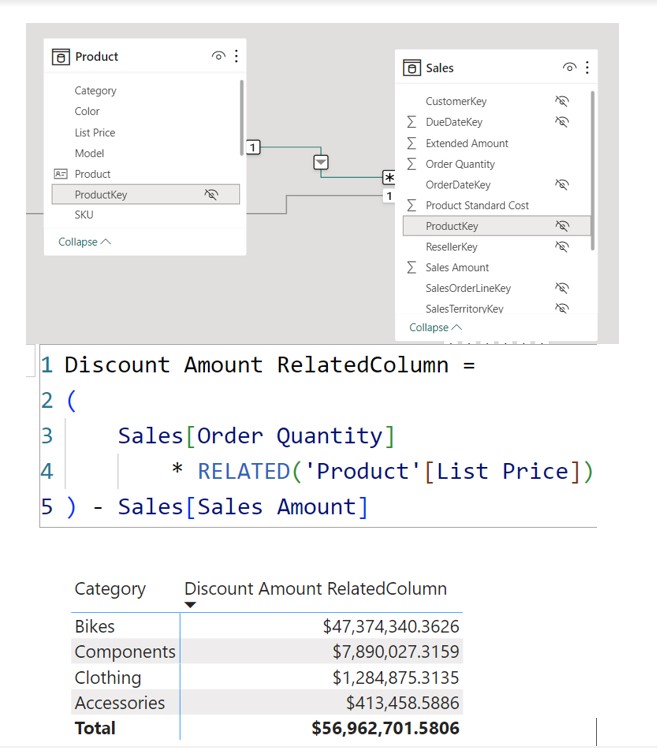 Product
Category
Color
List Price
Model
Product
ProductKey
SKU
Collapse
1
*
1
Sales
CustomerKey
DueDateKey
Extended Amount
Order Quantity
OrderDateKey
Product Standard Cost
ProductKey
ResellerKey
Sales Amount
SalesOrderLineKey
SalesTerritoryKey
Collapse
1 Discount Amount RelatedColumn =
2 (
3 Sales[Order Quantity]
4 * RELATED('Product'[List Price])
5 ) - Sales[Sales Amount]
Category Discount Amount RelatedColumn
Bikes $47,374,340.3626
Components $7,890,027.3159
Clothing $1,284,875.3135
Accessories $413,458.5886
Total $56,962,701.5806